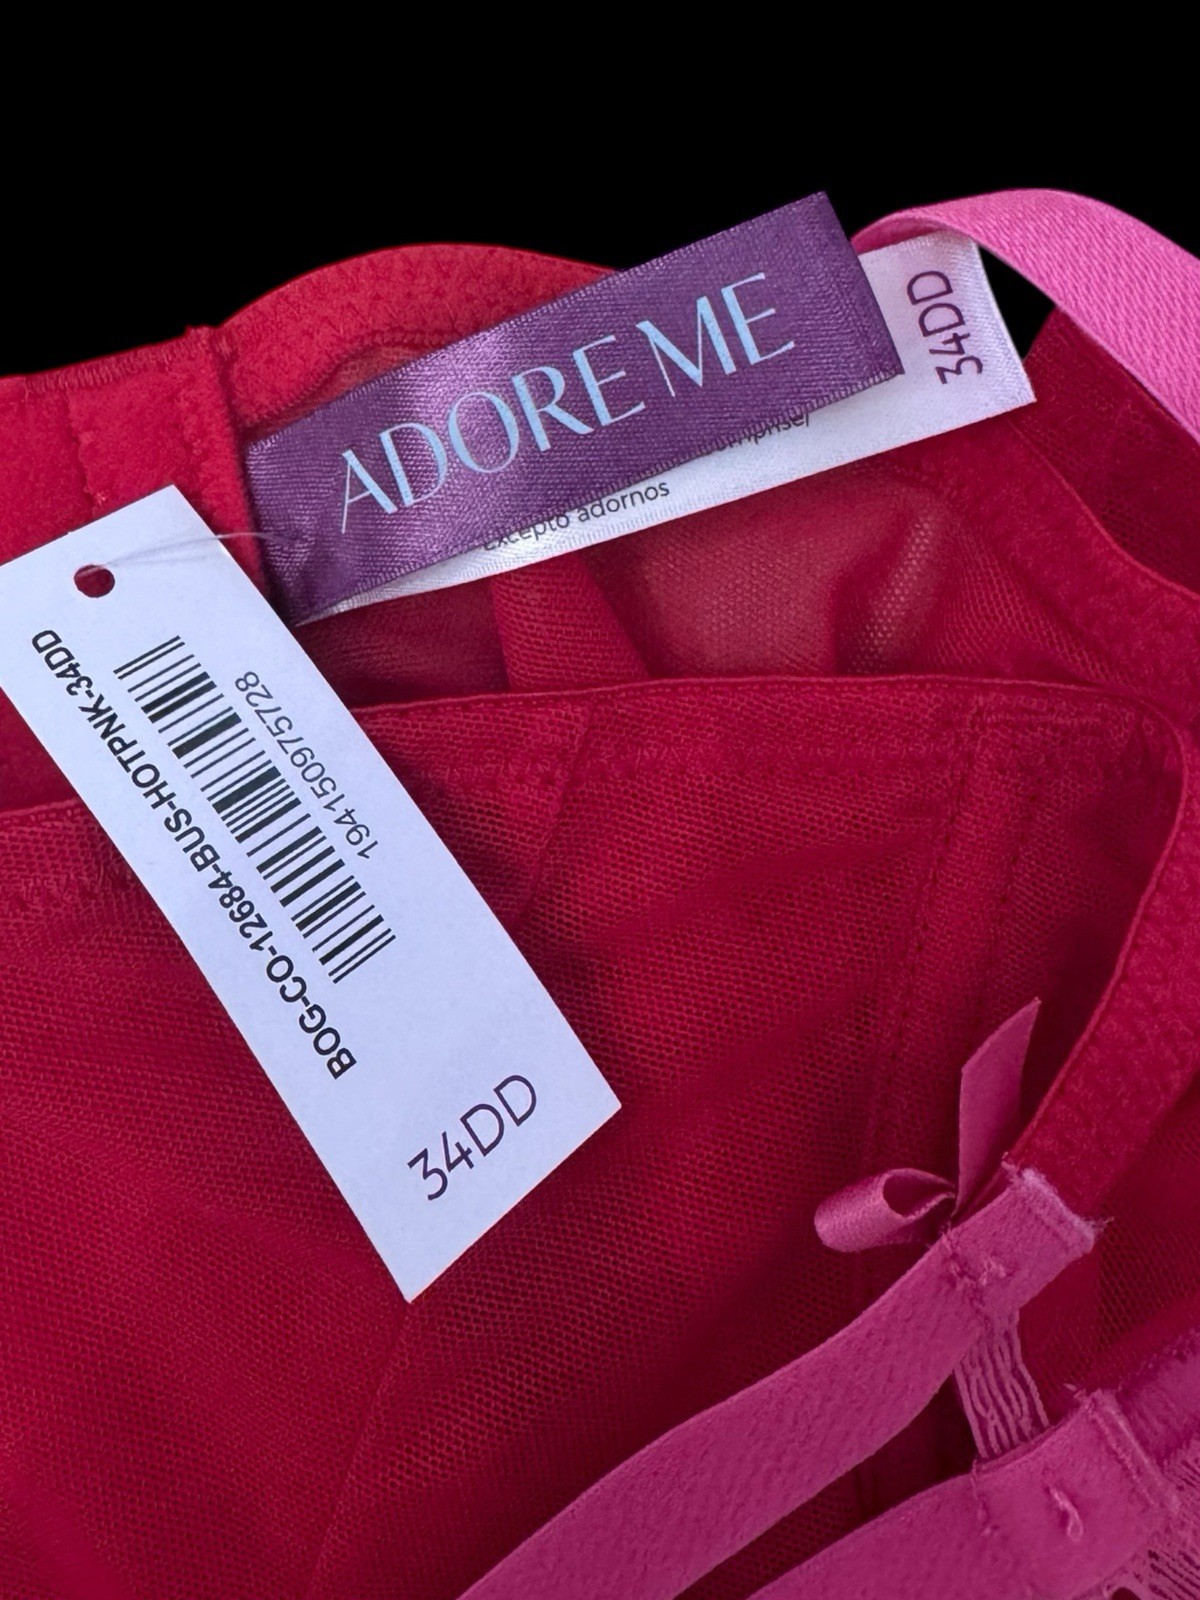 ADORE ME
34DD
Excepto adornos
BOG-CO-12684-BUS-HOTPNK-34DD
194150975728
34DD